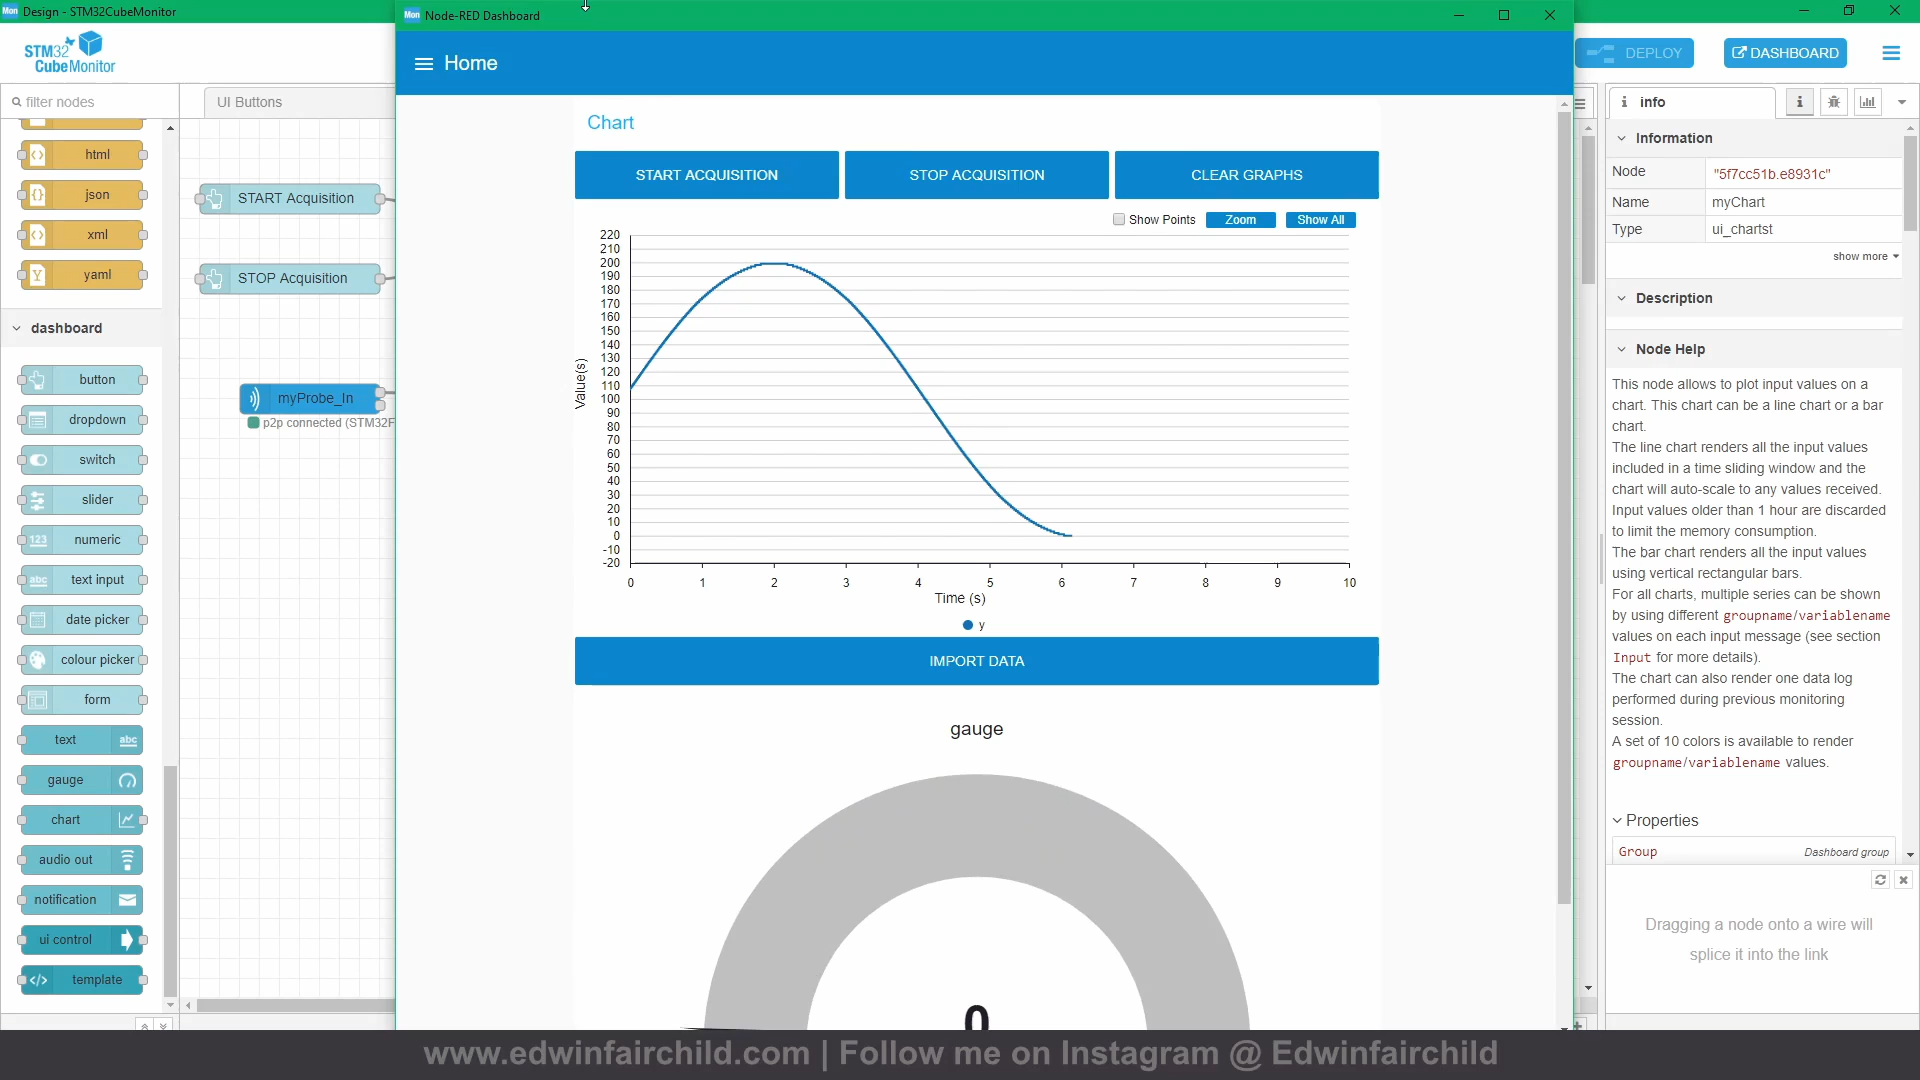 Mon Design - STM32CubeMonitor
Mon Node-RED Dashboard
STM32
CubeMonitor
Home
DEPLOY
DASHBOARD
filter nodes
html
json
xml
yaml
dashboard
button
dropdown
switch
slider
123 numeric
abc text input
date picker
colour picker
form
text abc
gauge
chart
audio out
notification
ui control
template
UI Buttons
START Acquisition
STOP Acquisition
myProbe_In
p2p connected (STM32F
Chart
START ACQUISITION
STOP ACQUISITION
CLEAR GRAPHS
Show Points
Zoom
Show All
220
210
200
190
180
170
160
150
140
130
120
110
100
90
80
70
60
50
40
30
20
10
0
-10
-20
Value(s)
0 1 2 3 4 5 6 7 8 9 10
Time (s)
y
IMPORT DATA
gauge
0
i info
Information
Node "5f7cc51b.e8931c"
Name myChart
Type ui_chartst
show more
Description
Node Help
This node allows to plot input values on a
chart. This chart can be a line chart or a bar
chart.
The line chart renders all the input values
included in a time sliding window and the
chart will auto-scale to any values received.
Input values older than 1 hour are discarded
to limit the memory consumption.
The bar chart renders all the input values
using vertical rectangular bars.
For all charts, multiple series can be shown
by using different groupname/variablename
values on each input message (see section
Input for more details).
The chart can also render one data log
performed during previous monitoring
session.
A set of 10 colors is available to render
groupname/variablename values.
Properties
Group Dashboard group
Dragging a node onto a wire will
splice it into the link
www.edwinfairchild.com | Follow me on Instagram @ Edwinfairchild